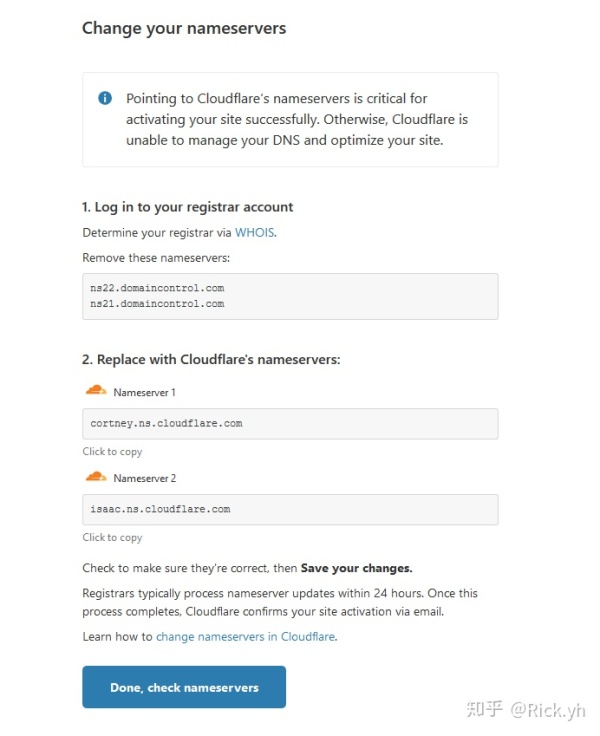 Change your nameservers
Pointing to Cloudflare's nameservers is critical for
activating your site successfully. Otherwise, Cloudflare is
unable to manage your DNS and optimize your site.
1. Log in to your registrar account
Determine your registrar via WHOIS.
Remove these nameservers:
ns22.domaincontrol.com
ns21.domaincontrol.com
2. Replace with Cloudflare's nameservers:
Nameserver 1
cortney.ns.cloudflare.com
Click to copy
Nameserver 2
isaac.ns.cloudflare.com
Click to copy
Check to make sure they're correct, then Save your changes.
Registrars typically process nameserver updates within 24 hours. Once this
process completes, Cloudflare confirms your site activation via email.
Learn how to change nameservers in Cloudflare.
Done, check nameservers
知乎 @Rick.yh